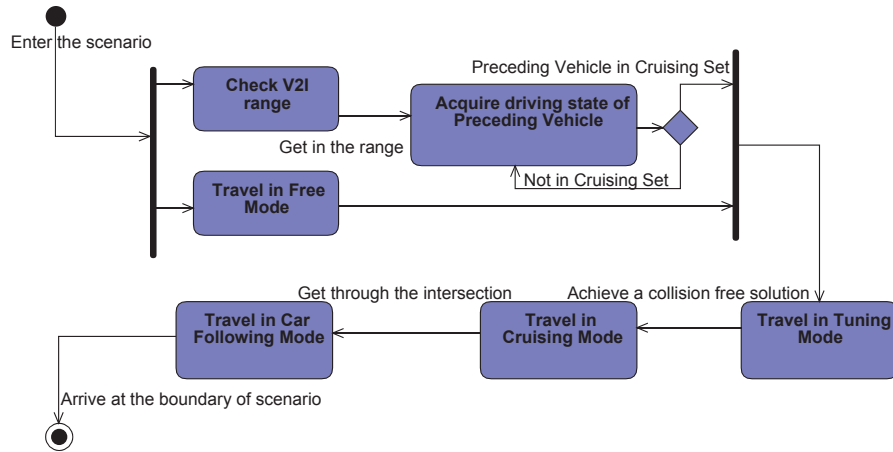 Enter the scenario
Check V2I
range
Get in the range
Acquire driving state of
Preceding Vehicle
Preceding Vehicle in Cruising Set
Not in Cruising Set
Travel in Free
Mode
Achieve a collision free solution
Travel in Tuning
Mode
Travel in
Cruising Mode
Get through the intersection
Travel in Car
Following Mode
Arrive at the boundary of scenario